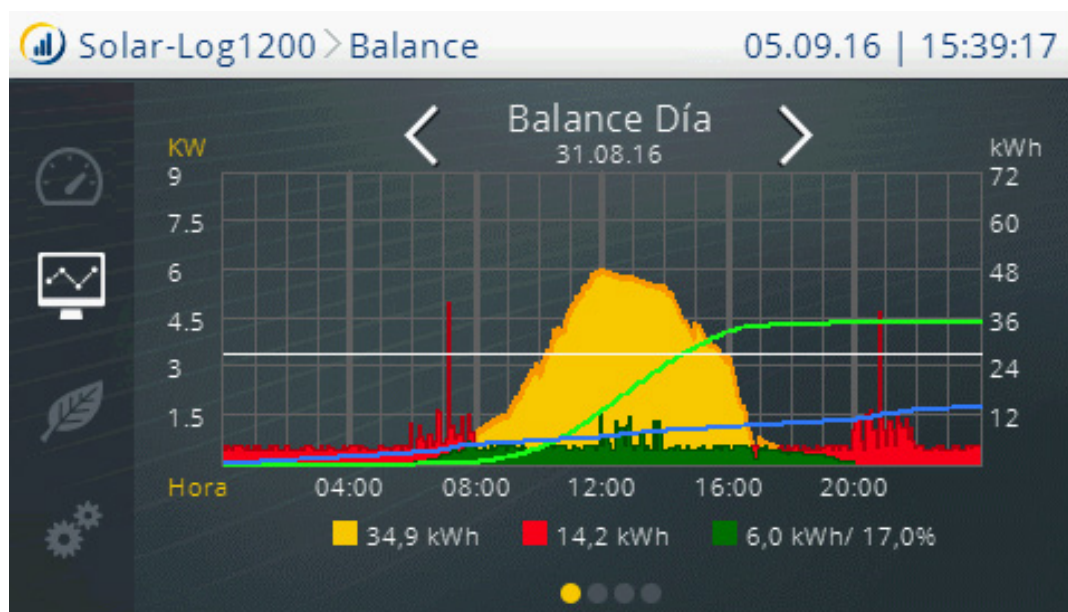 Solar-Log1200 > Balance 05.09.16 | 15:39:17
Balance Día
31.08.16
KW kWh
9 72
7.5 60
6 48
4.5 36
3 24
1.5 12
Hora 04:00 08:00 12:00 16:00 20:00
34,9 kWh 14,2 kWh 6,0 kWh/ 17,0%